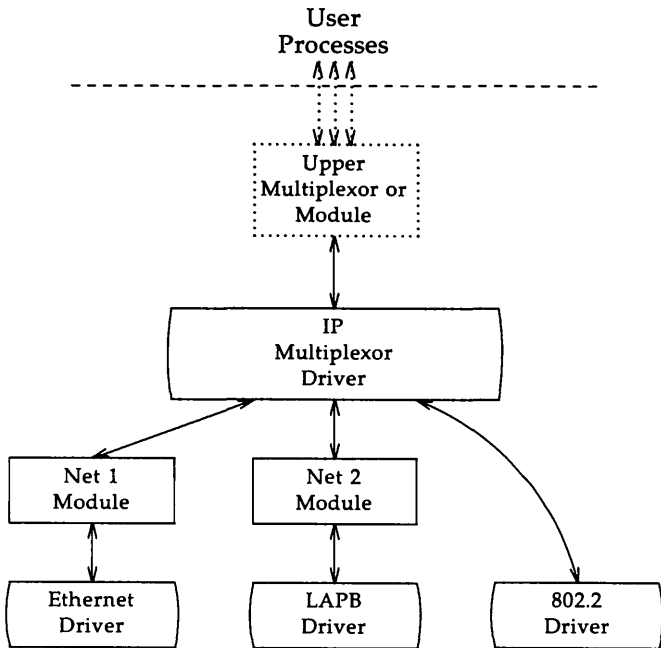 User
Processes
Upper
Multiplexor or
Module
IP
Multiplexor
Driver
Net 1
Module
Net 2
Module
Ethernet
Driver
LAPB
Driver
802.2
Driver